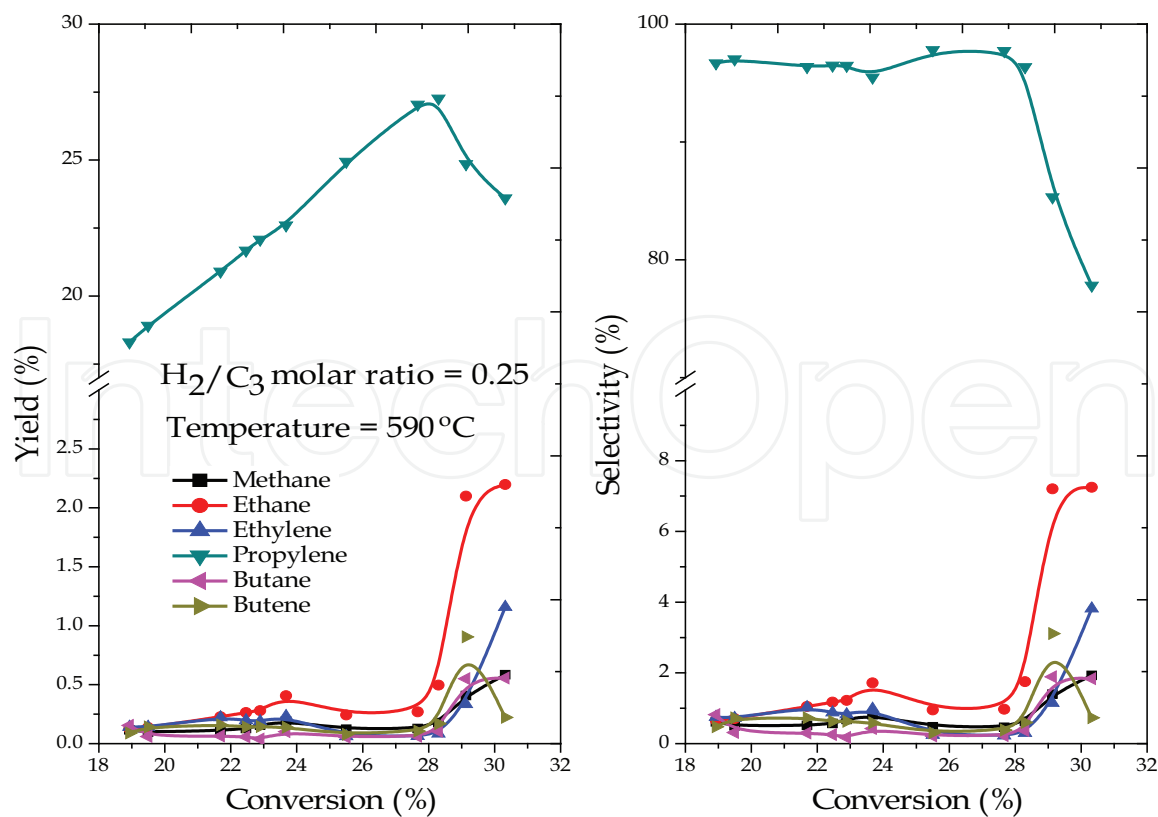 30
25
20
2.5
2.0
1.5
1.0
0.5
0.0
Yield (%)
H2/C3 molar ratio = 0.25
Temperature = 590 °C
Methane
Ethane
Ethylene
Propylene
Butane
Butene
18 20 22 24 26 28 30 32
Conversion (%)
100
80
8
6
4
2
0
Selectivity (%)
18 20 22 24 26 28 30 32
Conversion (%)
IntechOpen